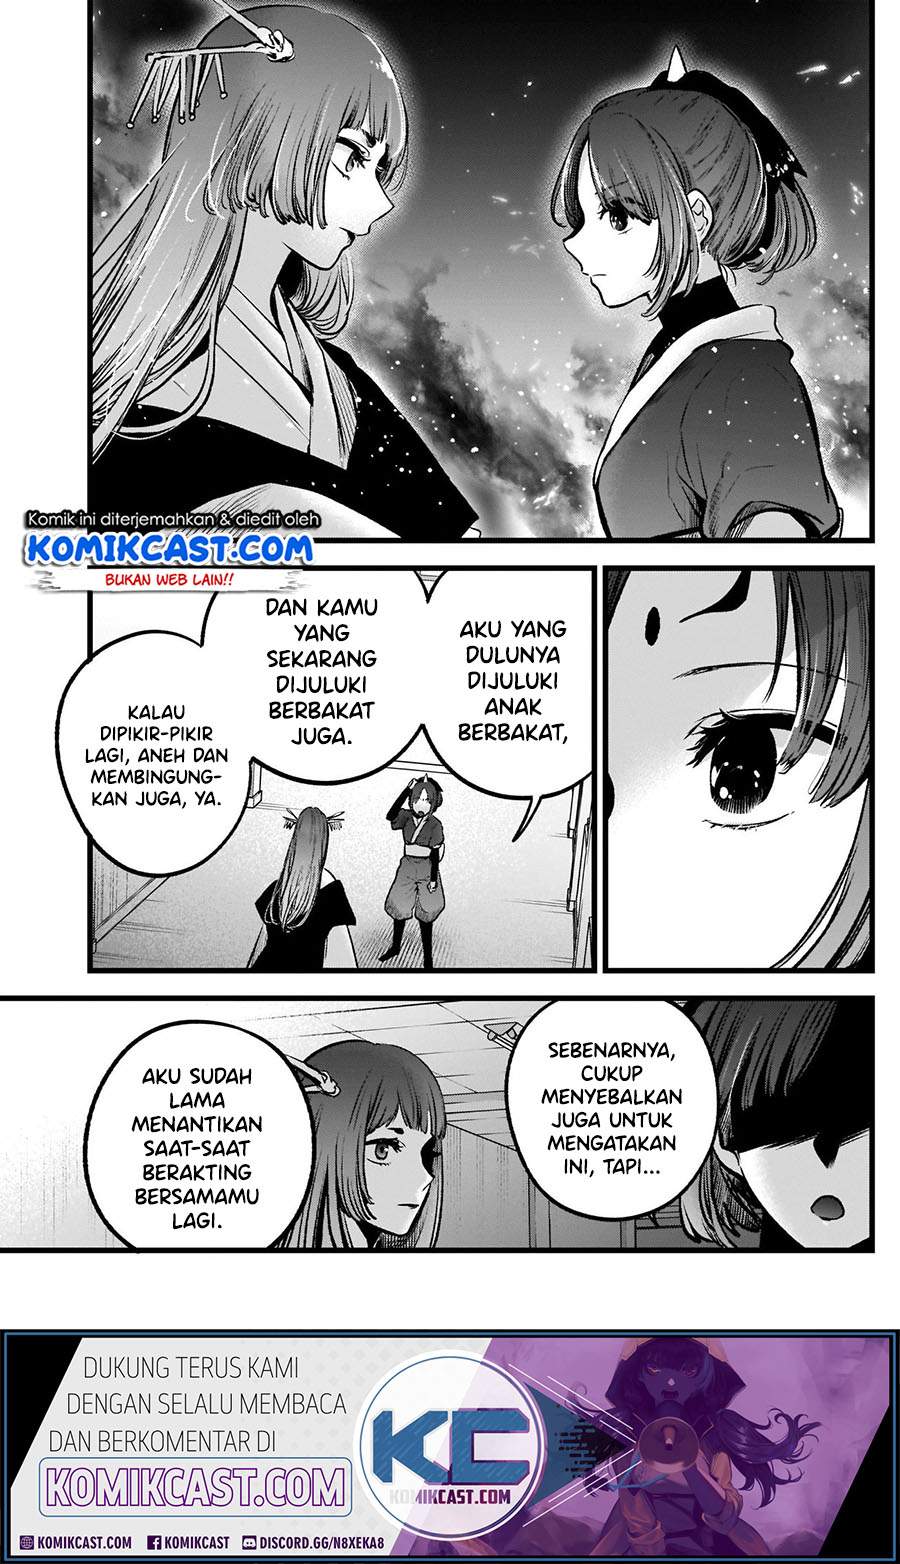 Komik ini diterjemahkan & diedit oleh
KOMIKCAST.COM
BUKAN WEB LAIN!!
AKU YANG
DULUNYA
DIJULUKI
ANAK
BERBAKAT,
DAN KAMU
YANG
SEKARANG
DIJULUKI
BERBAKAT
JUGA.
KALAU
DIPIKIR-PIKIR
LAGI, ANEH DAN
MEMBINGUNG-
KAN JUGA, YA.
SEBENARNYA,
CUKUP
MENYEBALKAN
JUGA UNTUK
MENGATAKAN
INI, TAPI...
AKU SUDAH
LAMA
MENANTIKAN
SAAT-SAAT
BERAKTING
BERSAMAMU
LAGI.
DUKUNG TERUS KAMI
DENGAN SELALU MEMBACA
DAN BERKOMENTAR DI
KOMIKCAST.COM
KOMIKCAST.COM KOMIKCAST DISCORD.GG/N8XEKA8
KC
KOMIKCAST.COM